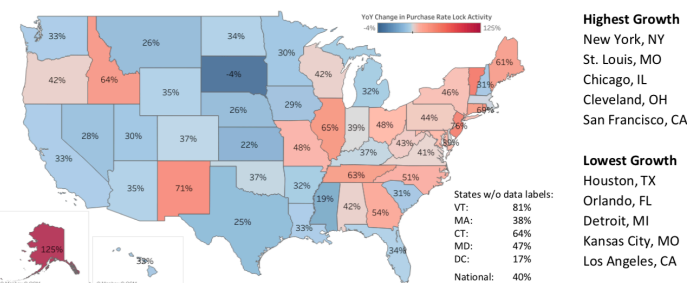 YoY Change in Purchase Rate Lock Activity
-4% 125%
33%
26%
34%
30%
42%
64%
35%
-4%
26%
29%
42%
32%
61%
31%
46%
44%
69%
76%
28%
30%
37%
22%
48%
65%
39%
48%
43%
41%
33%
35%
71%
37%
32%
37%
63%
51%
31%
25%
33%
19%
42%
54%
34%
125%
33%
Highest Growth
New York, NY
St. Louis, MO
Chicago, IL
Cleveland, OH
San Francisco, CA
Lowest Growth
Houston, TX
Orlando, FL
Detroit, MI
Kansas City, MO
Los Angeles, CA
States w/o data labels:
VT: 81%
MA: 38%
CT: 64%
MD: 47%
DC: 17%
National: 40%